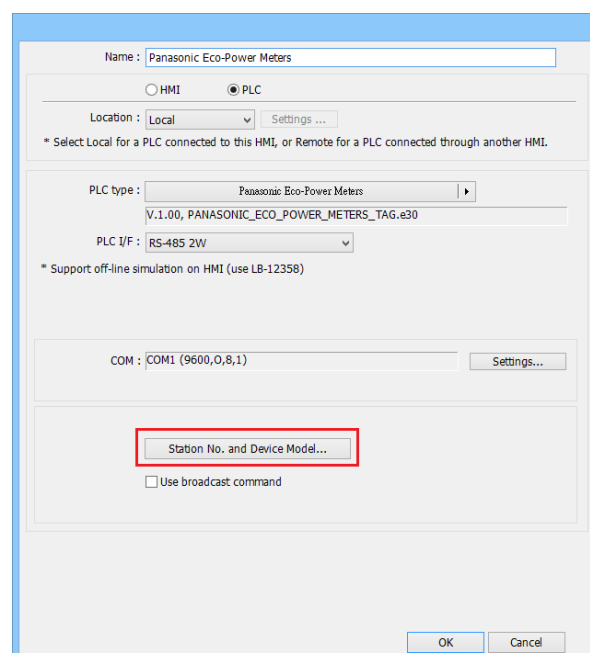 Name : Panasonic Eco-Power Meters
HMI PLC
Location : Local Settings ...
* Select Local for a PLC connected to this HMI, or Remote for a PLC connected through another HMI.
PLC type : Panasonic Eco-Power Meters
V.1.00, PANASONIC_ECO_POWER_METERS_TAG.e30
PLC I/F : RS-485 2W
* Support off-line simulation on HMI (use LB-12358)
COM : COM1 (9600,O,8,1) Settings...
Station No. and Device Model...
Use broadcast command
OK Cancel